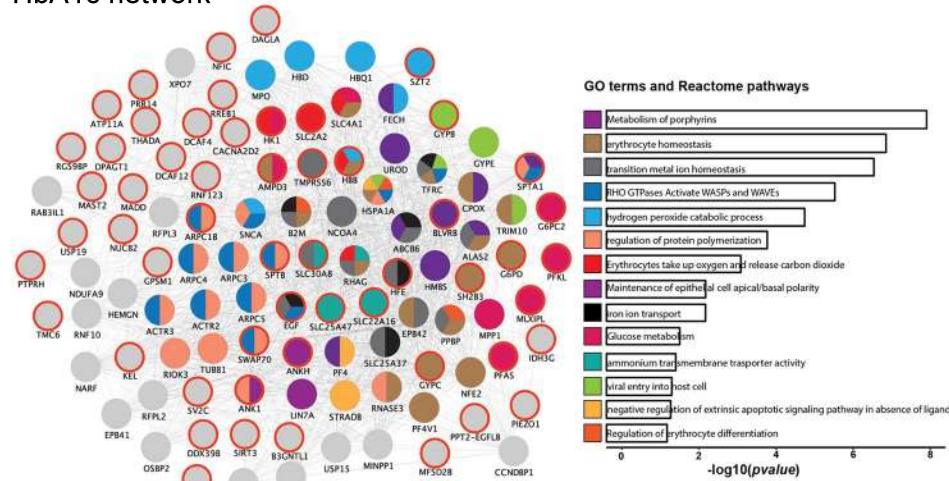 HbA1c network
DAGLA
NFIC
XPO7
HBD
HBQ1
SZT2
MPO
PRR14
RREB1
SLC4A1
FECH
ATP11A
THADA
DCAF4
CACNA2D2
HK1
SLC2A2
GYPB
GYPE
UROD
RGS9BP
DPAGT1
DCAF12
AMPD3
TMPRSS6
HBB
TFRC
SPTA1
RNF123
HSPA1A
CPOX
RAB3IL1
MAST2
MADD
RFPL3
ARPC1B
SNCA
B2M
NCOA4
ABCB6
BLVRB
ALAS2
TRIM10
G6PC2
USP19
NUCB2
PTPRH
NDUFA9
GPSM1
ARPC4
ARPC3
SPTB
SLC30A8
RHAG
HFE
HMBS
SH2B3
G6PD
PFKL
HEMGN
TMC6
RNF10
ACTR3
ACTR2
ARPC5
EGF
SLC25A47
SLC22A16
EPB42
PPBP
MPP1
MLXIPL
IDH3G
NARF
KEL
RIOK3
TUBB1
SWAP70
ANKH
PF4
SLC25A37
GYPC
NFE2
PFAS
EPB41
RFPL2
SV2C
ANK1
LIN7A
STRADB
RNASE3
PF4V1
PPT2-EGFL8
PIEZO1
OSBP2
DDX39B
SIRT3
B3GNTL1
USP15
MINPP1
MFSD2B
CCNDBP1
GO terms and Reactome pathways
Metabolism of porphyrins
erythrocyte homeostasis
transition metal ion homeostasis
RHO GTPases Activate WASPs and WAVEs
hydrogen peroxide catabolic process
regulation of protein polymerization
Erythrocytes take up oxygen and release carbon dioxide
Maintenance of epithelial cell apical/basal polarity
iron ion transport
Glucose metabolism
ammonium transmembrane trasporter activity
viral entry into host cell
negative regulation of extrinsic apoptotic signaling pathway in absence of ligand
Regulation of erythrocyte differentiation
0 2 4 6 8
-log10(pvalue)